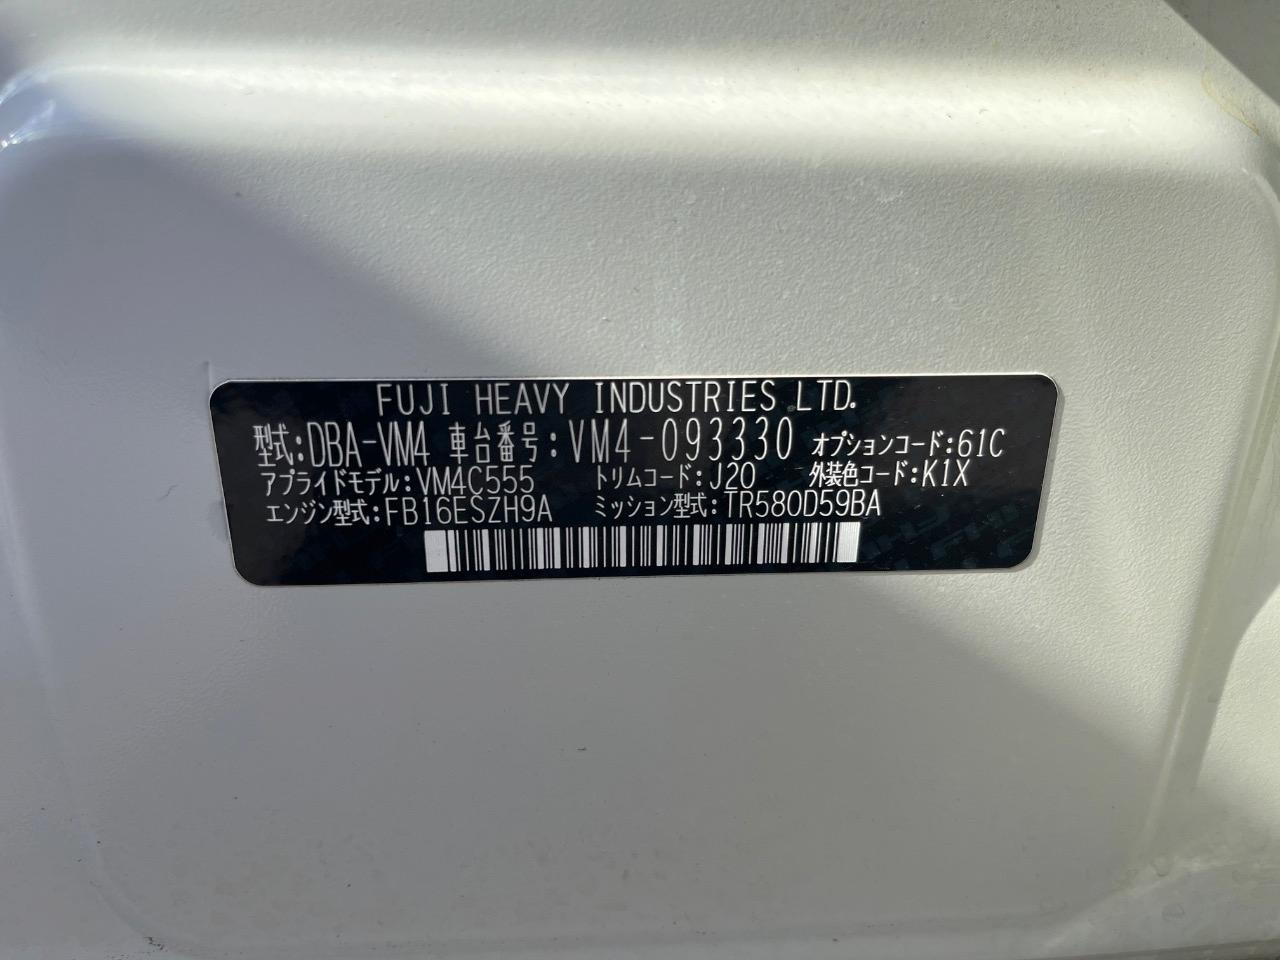 FUJI HEAVY INDUSTRIES LTD.
型式:DBA-VM4 車台番号:VM4-093330 オプションコード:61C
アプライドモデル:VM4C555 トリムコード:J20 外装色コード:K1X
エンジン型式:FB16ESZH9A ミッション型式:TR580D59BA